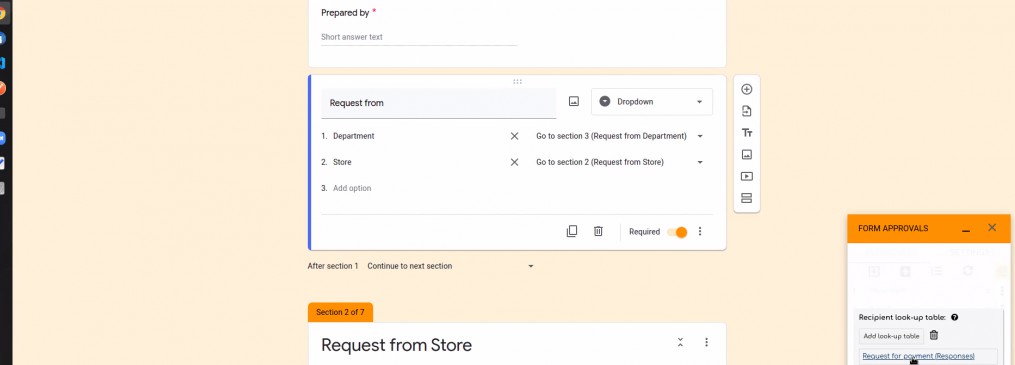 Prepared by *
Short answer text
Request from
Dropdown
1. Department
Go to section 3 (Request from Department)
2. Store
Go to section 2 (Request from Store)
3. Add option
Required
After section 1 Continue to next section
FORM APPROVALS
Section 2 of 7
Recipient look-up table:
Add look-up table
Request from Store
Request for payment (Responses)